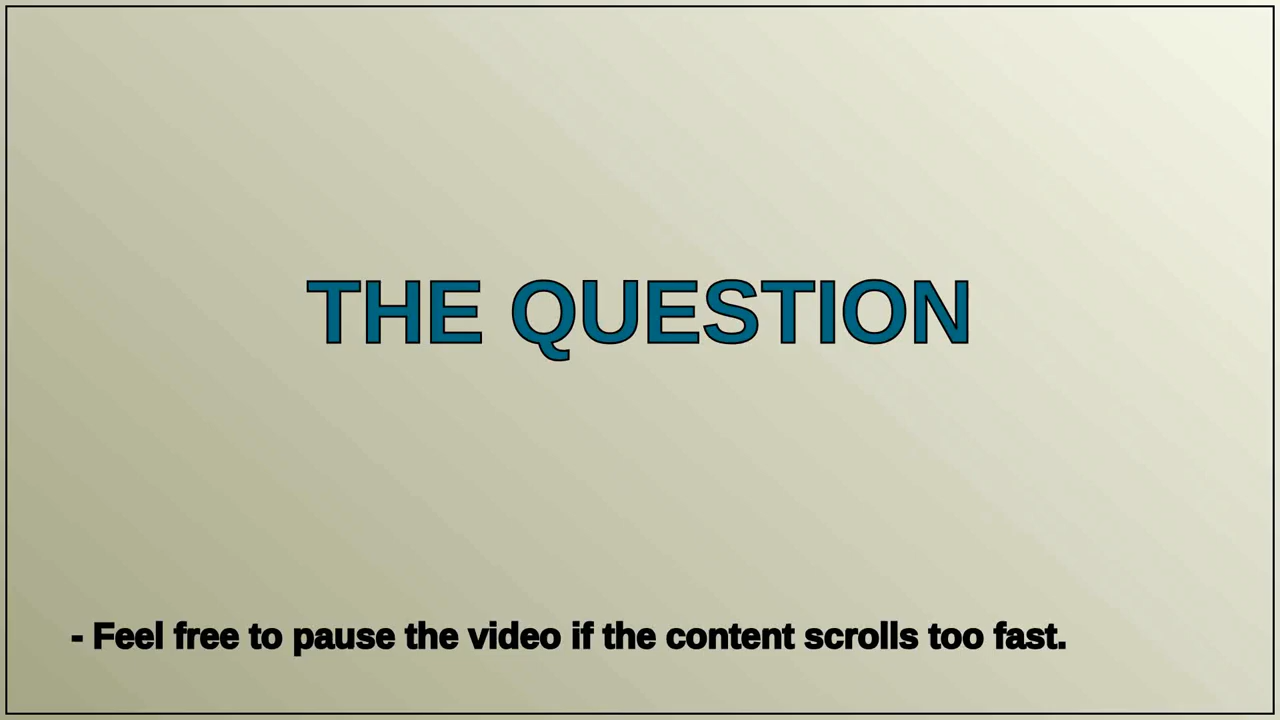 THE QUESTION
- Feel free to pause the video if the content scrolls too fast.